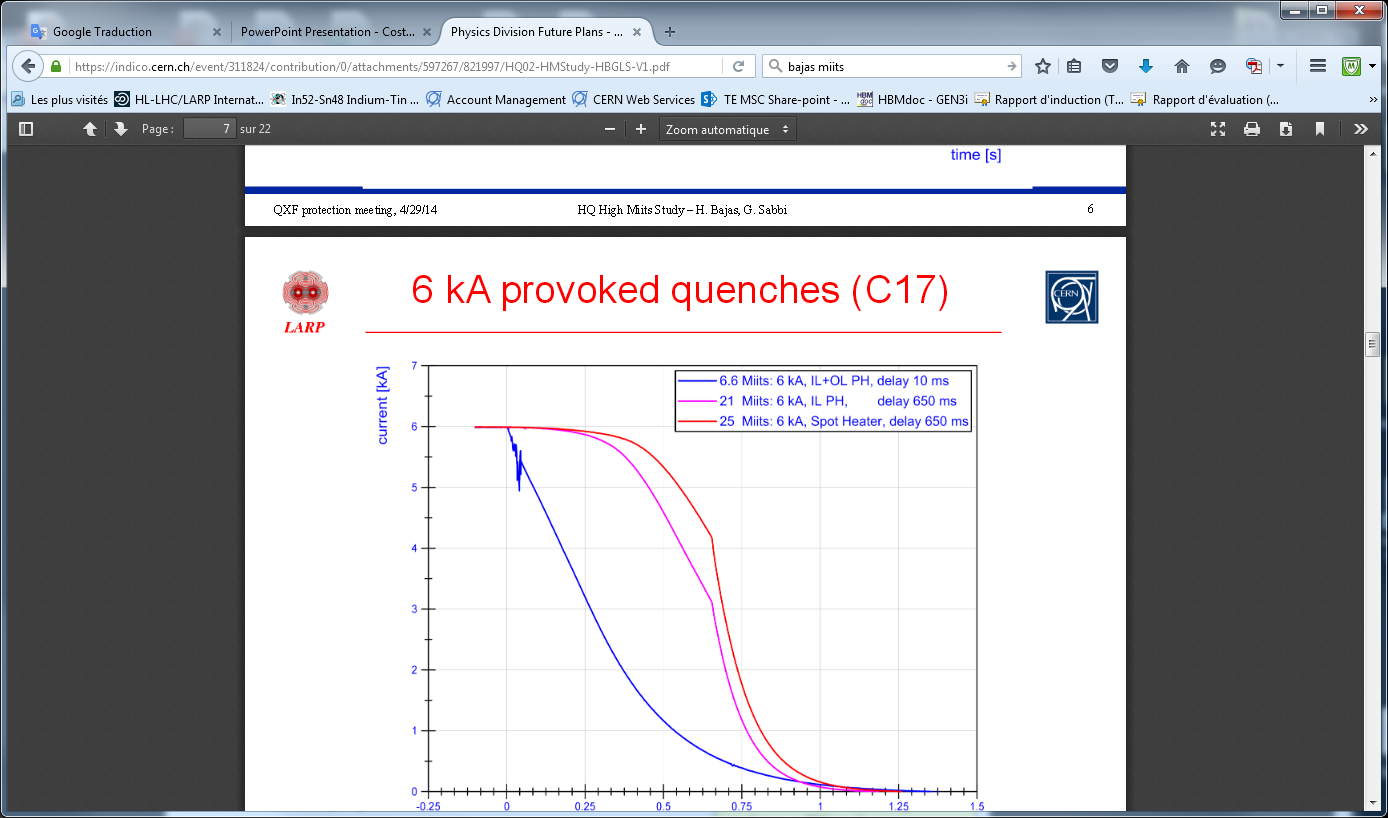 Google Traduction
PowerPoint Presentation - Cost...
Physics Division Future Plans - ...
https://indico.cern.ch/event/311824/contribution/0/attachments/597267/821997/HQ02-HMStudy-HBGLS-V1.pdf
bajas miits
Les plus visités
HL-LHC/LARP Internat...
In52-Sn48 Indium-Tin ...
Account Management
CERN Web Services
TE MSC Share-point - ...
HBMdoc - GEN3i
Rapport d'induction (T...
Rapport d'évaluation (...
Page :
7
sur 22
Zoom automatique
time [s]
QXF protection meeting, 4/29/14
HQ High Miits Study – H. Bajas, G. Sabbi
6
LARP
6 kA provoked quenches (C17)
CERN
current [kA]
7
6
5
4
3
2
1
0
6.6 Miits: 6 kA, IL+OL PH, delay 10 ms
21 Miits: 6 kA, IL PH, delay 650 ms
25 Miits: 6 kA, Spot Heater, delay 650 ms
-0.25
0
0.25
0.5
0.75
1
1.25
1.5